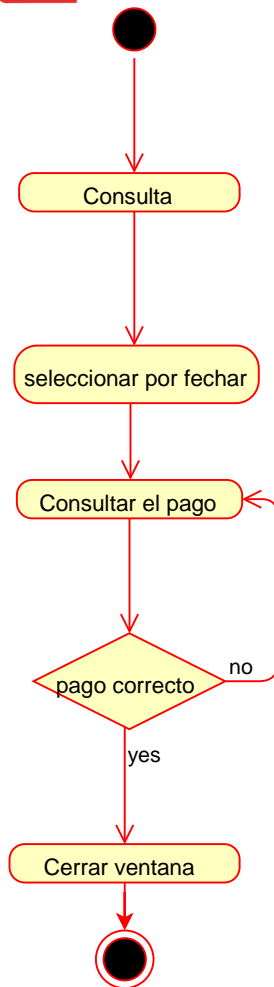 Consulta
seleccionar por fechar
Consultar el pago
no
pago correcto
yes
Cerrar ventana